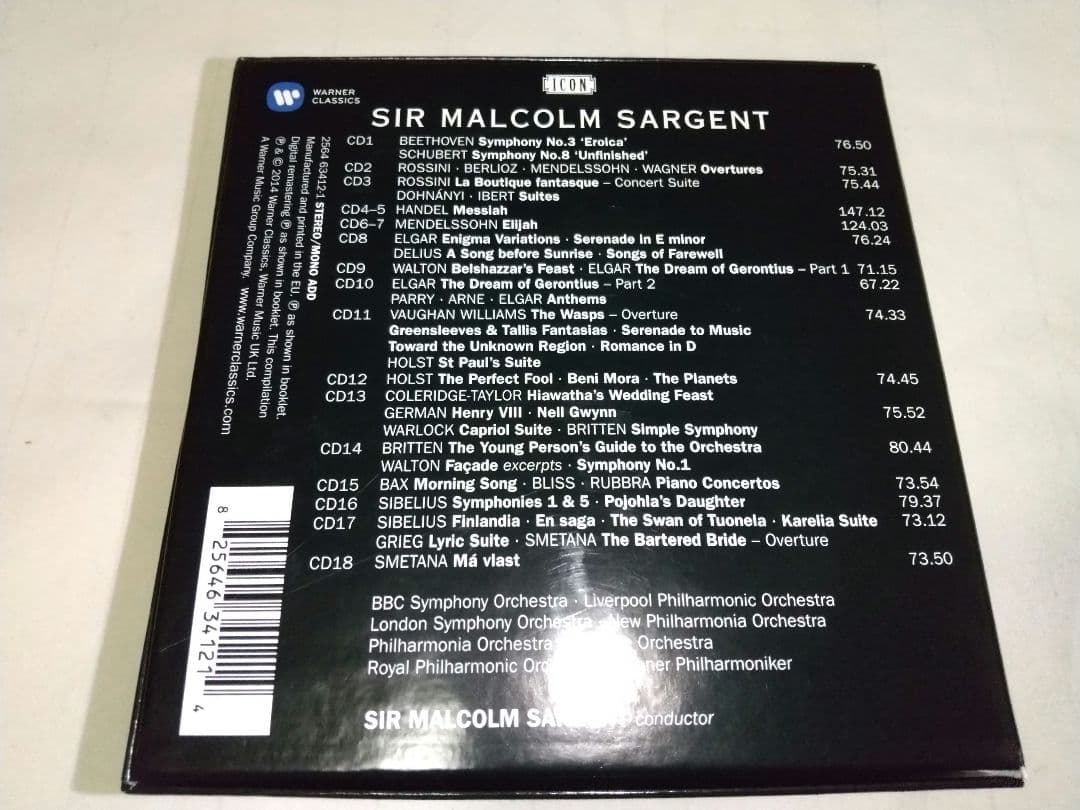 WARNER
CLASSICS
ICON
SIR MALCOLM SARGENT
CD1 BEETHOVEN Symphony No.3 ‘Eroica’ 76.50
SCHUBERT Symphony No.8 ‘Unfinished’
CD2 ROSSINI · BERLIOZ · MENDELSSOHN · WAGNER Overtures 75.31
CD3 ROSSINI La Boutique fantasque – Concert Suite 75.44
DOHNÁNYI · IBERT Suites
CD4–5 HANDEL Messiah 147.12
CD6–7 MENDELSSOHN Elijah 124.03
CD8 ELGAR Enigma Variations · Serenade in E minor 76.24
DELIUS A Song before Sunrise · Songs of Farewell
CD9 WALTON Belshazzar's Feast · ELGAR The Dream of Gerontius – Part 1 71.15
CD10 ELGAR The Dream of Gerontius – Part 2 67.22
PARRY · ARNE · ELGAR Anthems
CD11 VAUGHAN WILLIAMS The Wasps – Overture 74.33
Greensleeves & Tallis Fantasias · Serenade to Music
Toward the Unknown Region · Romance in D
HOLST St Paul's Suite
CD12 HOLST The Perfect Fool · Beni Mora · The Planets 74.45
CD13 COLERIDGE-TAYLOR Hiawatha's Wedding Feast
GERMAN Henry VIII · Nell Gwynn 75.52
WARLOCK Capriol Suite · BRITTEN Simple Symphony
CD14 BRITTEN The Young Person's Guide to the Orchestra 80.44
WALTON Façade excerpts · Symphony No.1
CD15 BAX Morning Song · BLISS · RUBBRA Piano Concertos 73.54
CD16 SIBELIUS Symphonies 1 & 5 · Pojohla's Daughter 79.37
CD17 SIBELIUS Finlandia · En saga · The Swan of Tuonela · Karelia Suite 73.12
GRIEG Lyric Suite · SMETANA The Bartered Bride – Overture
CD18 SMETANA Má vlast 73.50
BBC Symphony Orchestra · Liverpool Philharmonic Orchestra
London Symphony Orchestra · New Philharmonia Orchestra
Philharmonia Orchestra Orchestra
Royal Philharmonic Philharmoniker
SIR MALCOLM conductor
2564 63412-1 STEREO/MONO ADD
Manufactured and printed in the EU. ℗ as shown in booklet.
Digital remastering ℗ as shown in booklet. This compilation
℗ & © 2014 Warner Classics, Warner Music UK Ltd.
A Warner Music Group Company. www.warnerclassics.com
8 25646 34121 4